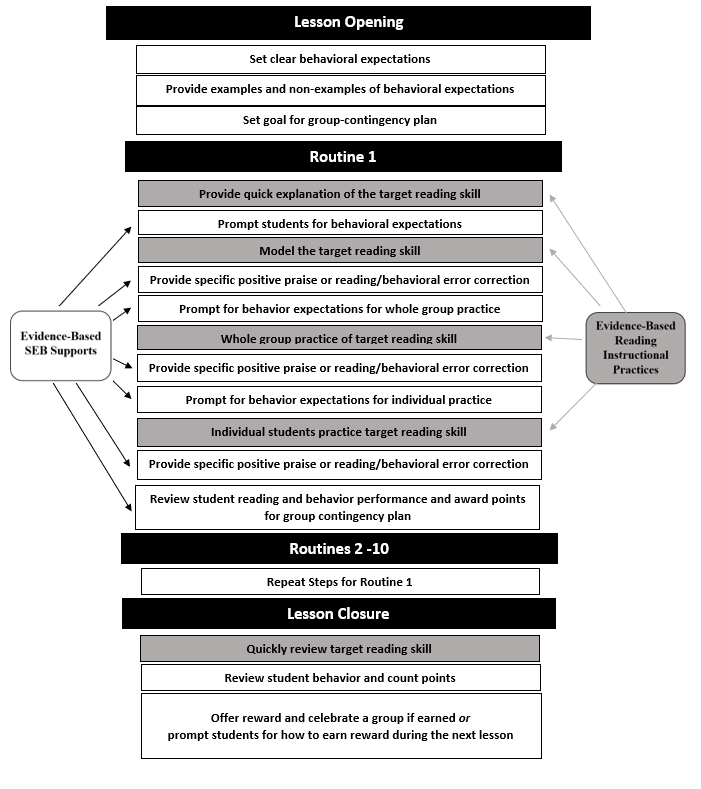 Lesson Opening
Set clear behavioral expectations
Provide examples and non-examples of behavioral expectations
Set goal for group-contingency plan
Routine 1
Provide quick explanation of the target reading skill
Prompt students for behavioral expectations
Model the target reading skill
Provide specific positive praise or reading/behavioral error correction
Prompt for behavior expectations for whole group practice
Evidence-Based
SEB Supports
Evidence-Based
Reading
Instructional
Practices
Whole group practice of target reading skill
Provide specific positive praise or reading/behavioral error correction
Prompt for behavior expectations for individual practice
Individual students practice target reading skill
Provide specific positive praise or reading/behavioral error correction
Review student reading and behavior performance and award points
for group contingency plan
Routines 2 -10
Repeat Steps for Routine 1
Lesson Closure
Quickly review target reading skill
Review student behavior and count points
Offer reward and celebrate a group if earned or
prompt students for how to earn reward during the next lesson